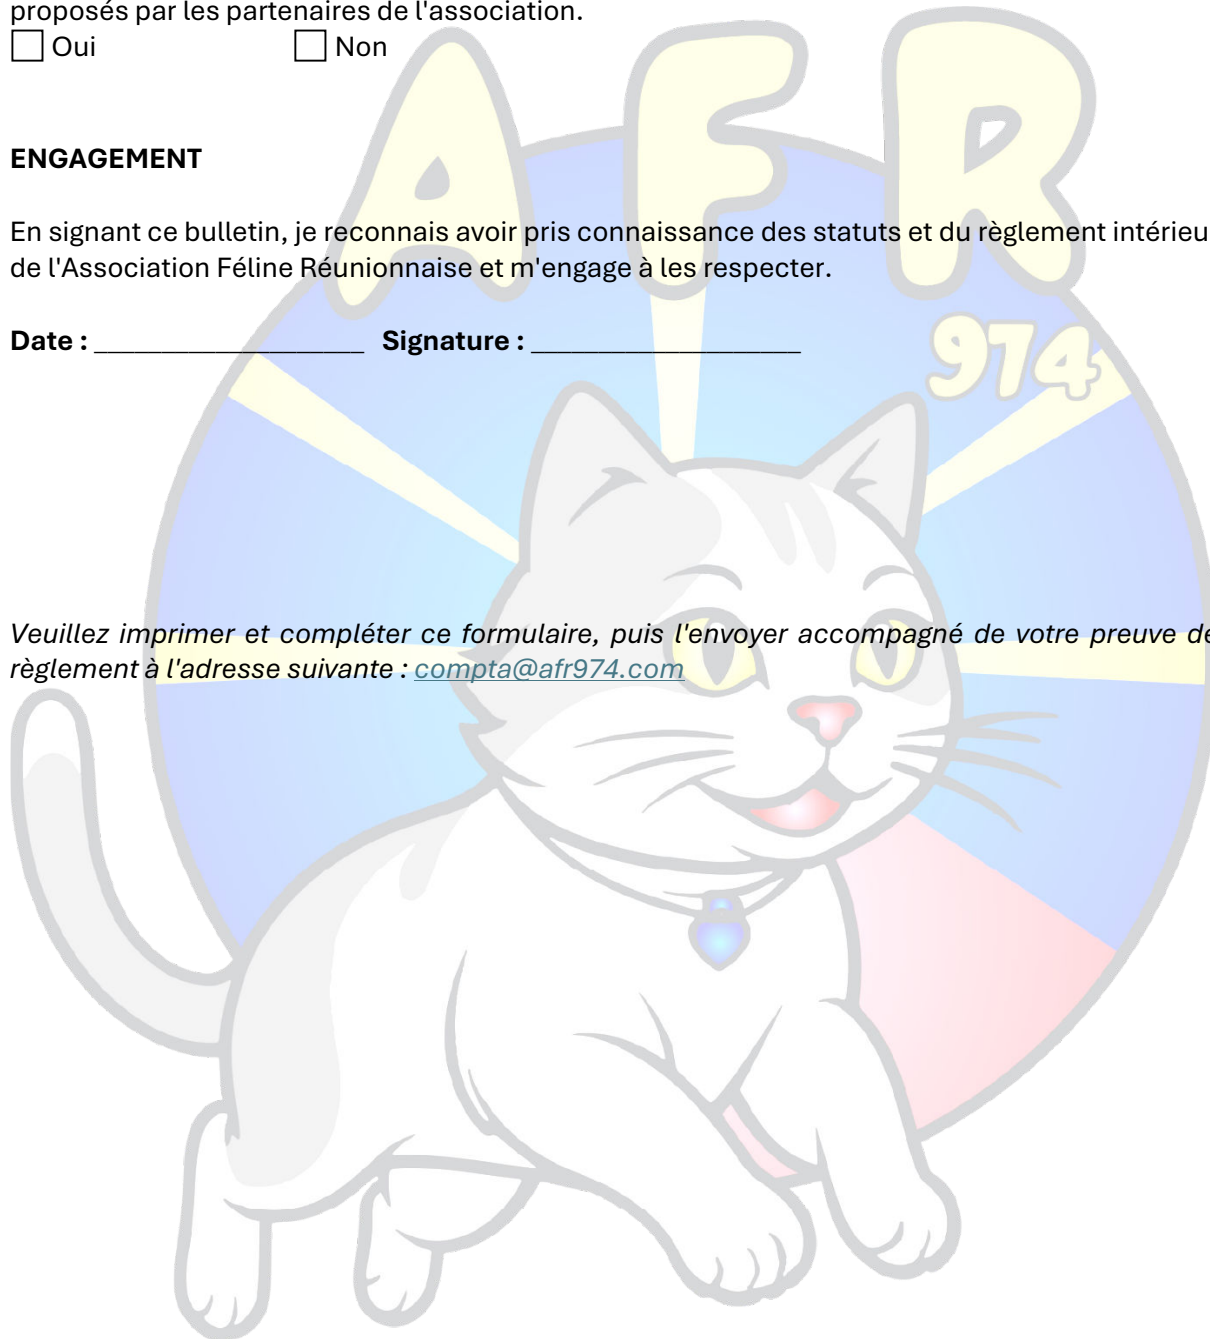 proposés par les partenaires de l'association.
☐ Oui ☐ Non
ENGAGEMENT
En signant ce bulletin, je reconnais avoir pris connaissance des statuts et du règlement intérieu
de l'Association Féline Réunionnaise et m'engage à les respecter.
Date : ____________________ Signature : ____________________
Veuillez imprimer et compléter ce formulaire, puis l'envoyer accompagné de votre preuve de
règlement à l'adresse suivante : compta@afr974.com
AFR
974